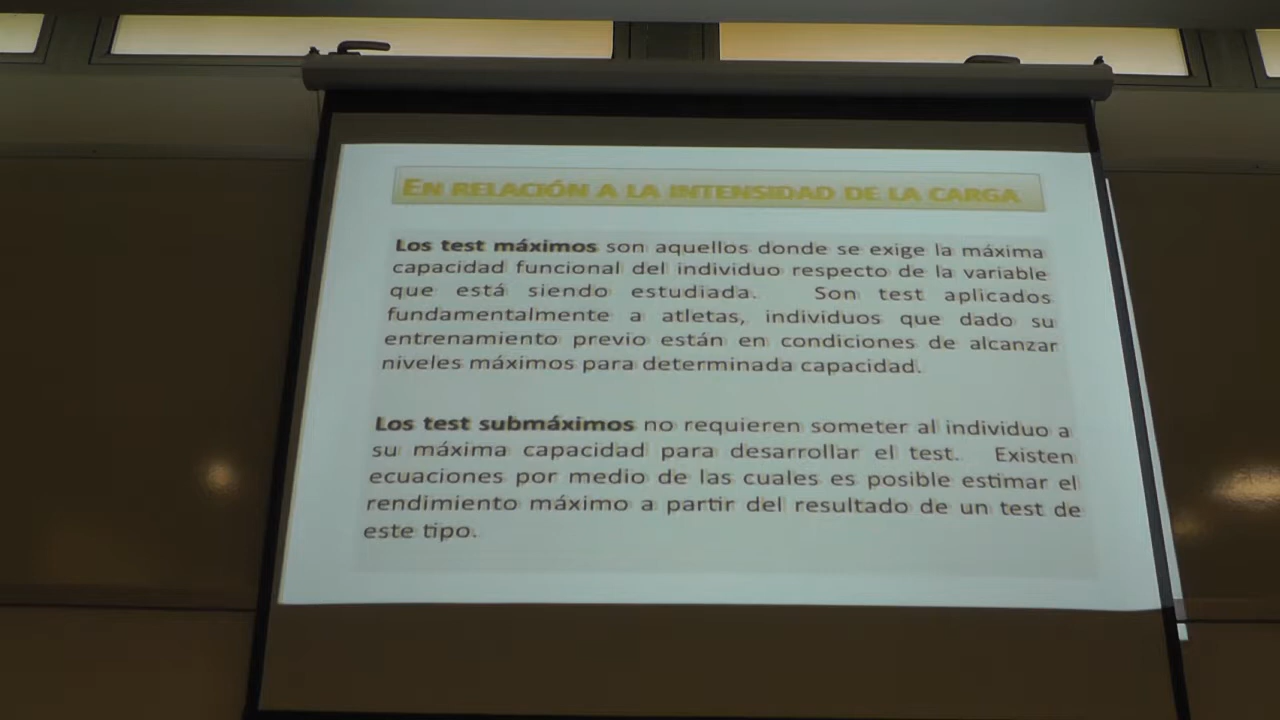 EN RELACIÓN A LA INTENSIDAD DE LA CARGA
Los test máximos son aquellos donde se exige la máxima
capacidad funcional del individuo respecto de la variable
que está siendo estudiada. Son test aplicados
fundamentalmente a atletas, individuos que dado su
entrenamiento previo están en condiciones de alcanzar
niveles máximos para determinada capacidad.
Los test submáximos no requieren someter al individuo a
su máxima capacidad para desarrollar el test. Existen
ecuaciones por medio de las cuales es posible estimar el
rendimiento máximo a partir del resultado de un test de
este tipo.